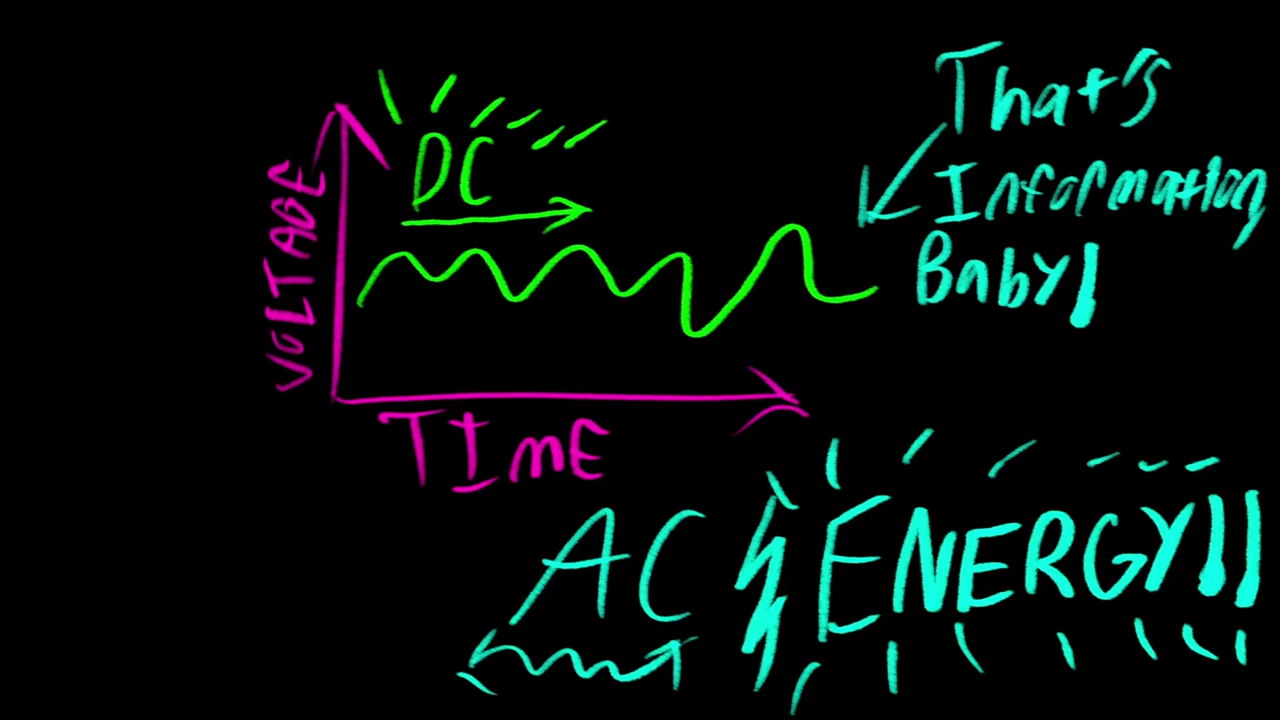 DC
VOLTAGE
TIME
That's
Information
Baby!
AC ENERGY!!